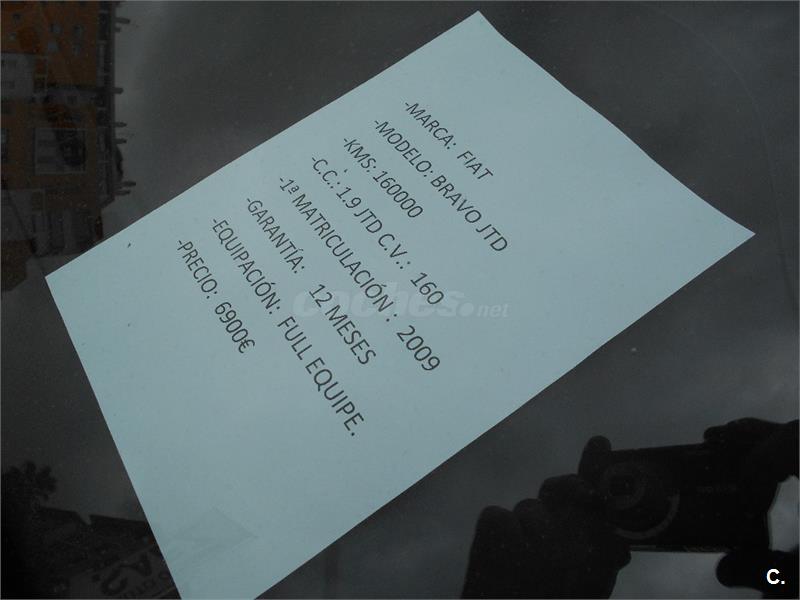 -MARCA: FIAT
-MODELO: BRAVO JTD
-KMS: 160000
-C.C.: 1.9 JTD C.V.: 160
-1ª MATRICULACIÓN : 2009
-GARANTÍA: 12 MESES
-EQUIPACIÓN: FULL EQUIPE.
-PRECIO: 6900€
coches.net
C.